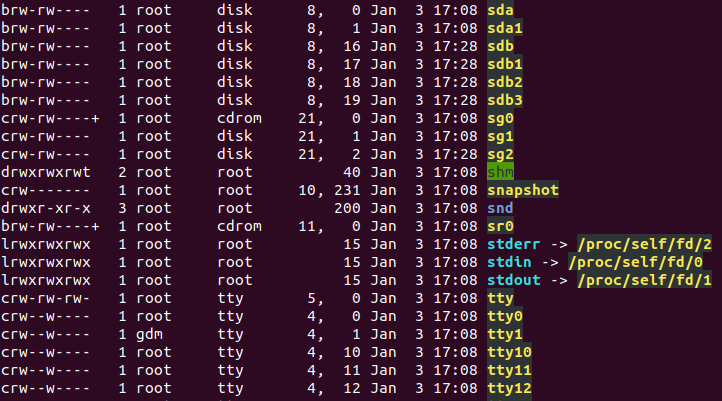 brw-rw----   1 root     disk      8,   0 Jan  3 17:08 sda
brw-rw----   1 root     disk      8,   1 Jan  3 17:08 sda1
brw-rw----   1 root     disk      8,  16 Jan  3 17:28 sdb
brw-rw----   1 root     disk      8,  17 Jan  3 17:28 sdb1
brw-rw----   1 root     disk      8,  18 Jan  3 17:28 sdb2
brw-rw----   1 root     disk      8,  19 Jan  3 17:28 sdb3
crw-rw----+  1 root     cdrom    21,   0 Jan  3 17:08 sg0
crw-rw----   1 root     disk     21,   1 Jan  3 17:08 sg1
crw-rw----   1 root     disk     21,   2 Jan  3 17:28 sg2
drwxrwxrwt   2 root     root          40 Jan  3 17:08 shm
crw-------   1 root     root     10, 231 Jan  3 17:08 snapshot
drwxr-xr-x   3 root     root         200 Jan  3 17:08 snd
brw-rw----+  1 root     cdrom    11,   0 Jan  3 17:08 sr0
lrwxrwxrwx   1 root     root          15 Jan  3 17:08 stderr -> /proc/self/fd/2
lrwxrwxrwx   1 root     root          15 Jan  3 17:08 stdin -> /proc/self/fd/0
lrwxrwxrwx   1 root     root          15 Jan  3 17:08 stdout -> /proc/self/fd/1
crw-rw-rw-   1 root     tty       5,   0 Jan  3 17:08 tty
crw--w----   1 root     tty       4,   0 Jan  3 17:08 tty0
crw--w----   1 gdm      tty       4,   1 Jan  3 17:08 tty1
crw--w----   1 root     tty       4,  10 Jan  3 17:08 tty10
crw--w----   1 root     tty       4,  11 Jan  3 17:08 tty11
crw--w----   1 root     tty       4,  12 Jan  3 17:08 tty12